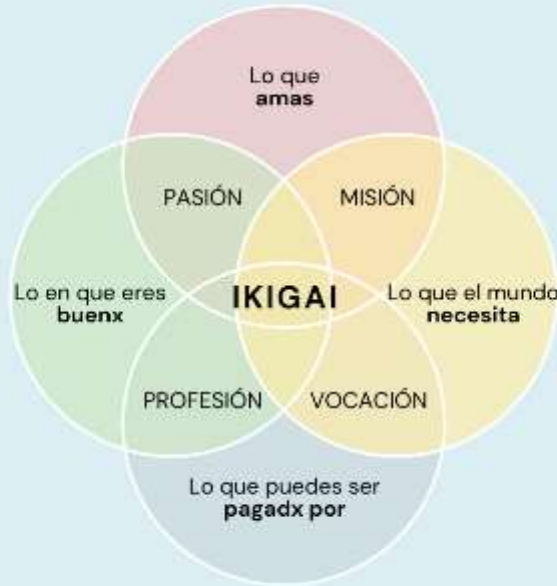 Lo que
amas
PASIÓN
MISIÓN
Lo en que eres
buenx
IKIGAI
Lo que el mundo
necesita
PROFESIÓN
VOCACIÓN
Lo que puedes ser
pagadx por